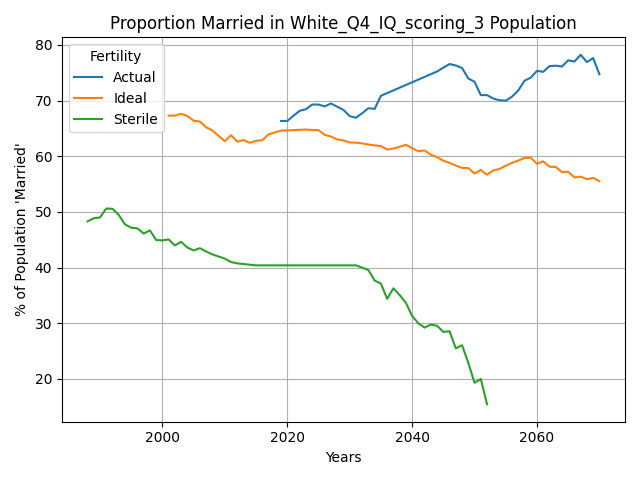 Proportion Married in White_Q4_IQ_scoring_3 Population
% of Population 'Married'
80
70
60
50
40
30
20
Fertility
Actual
Ideal
Sterile
2000
2020
2040
2060
Years